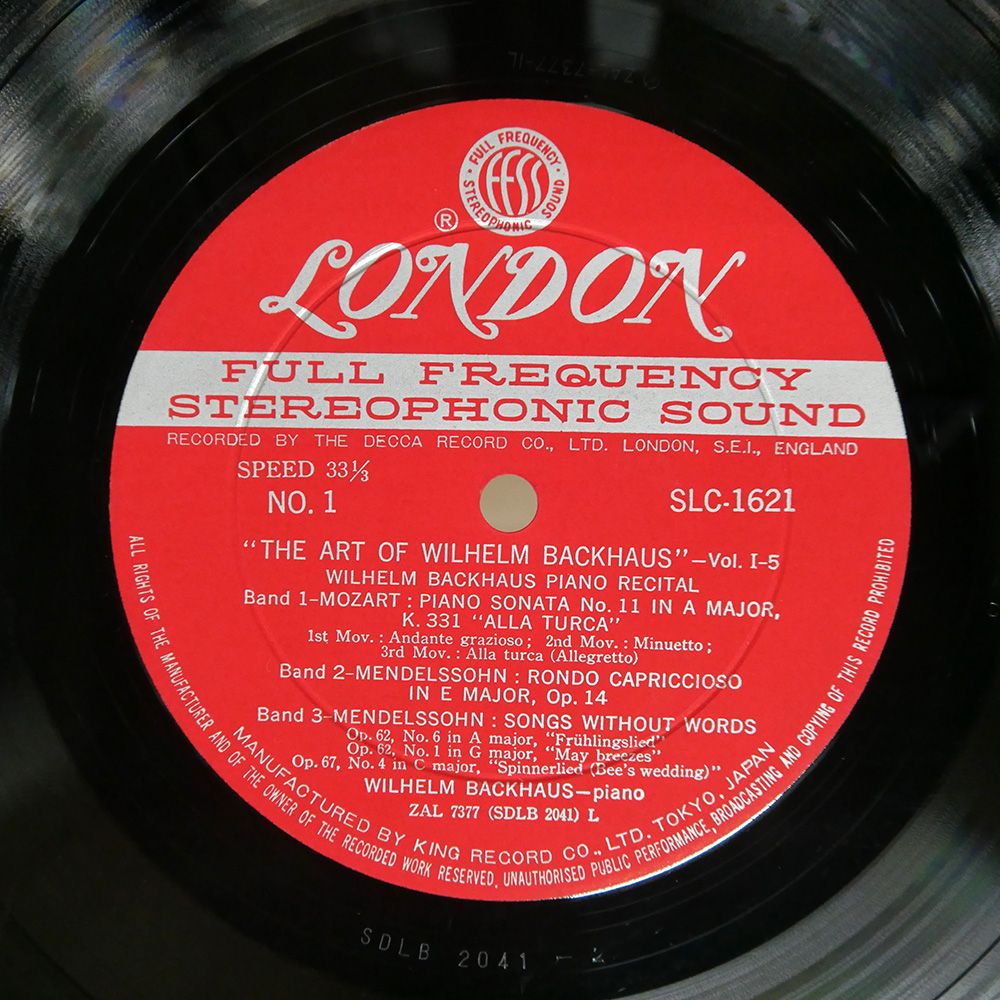 ZAL-7377-1L
FULL FREQUENCY
FFSS
STEREOPHONIC SOUND
®
LONDON
FULL FREQUENCY
STEREOPHONIC SOUND
RECORDED BY THE DECCA RECORD CO., LTD. LONDON, S.E.I., ENGLAND
SPEED 33⅓
NO. 1
SLC-1621
"THE ART OF WILHELM BACKHAUS"—Vol. I-5
WILHELM BACKHAUS PIANO RECITAL
Band 1-MOZART : PIANO SONATA No. 11 IN A MAJOR,
K. 331 "ALLA TURCA"
1st Mov. : Andante grazioso ; 2nd Mov. : Minuetto ;
3rd Mov. : Alla turca (Allegretto)
Band 2-MENDELSSOHN : RONDO CAPRICCIOSO
IN E MAJOR, Op. 14
Band 3-MENDELSSOHN : SONGS WITHOUT WORDS
Op. 62, No. 6 in A major, "Frühlingslied"
Op. 62, No. 1 in G major, "May breezes"
Op. 67, No. 4 in C major, "Spinnerlied (Bee's wedding)"
WILHELM BACKHAUS—piano
ZAL 7377 (SDLB 2041) L
MANUFACTURED BY KING RECORD CO., LTD. TOKYO, JAPAN
ALL RIGHTS OF THE MANUFACTURER AND OF THE OWNER OF THE RECORDED WORK RESERVED. UNAUTHORISED PUBLIC PERFORMANCE, BROADCASTING AND COPYING OF THIS RECORD PROHIBITED
SDLB 2041 -